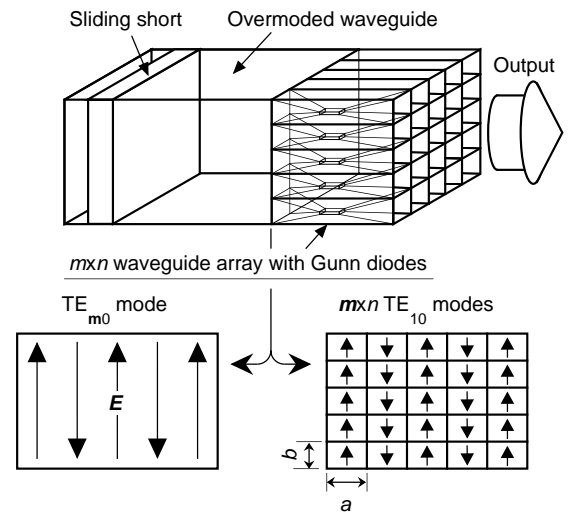 Sliding short
Overmoded waveguide
Output
mxn waveguide array with Gunn diodes
TEm0 mode
mxn TE10 modes
E
b
a